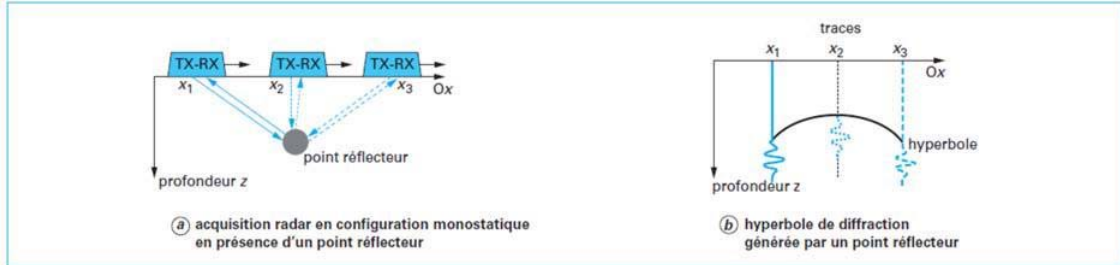 TX-RX TX-RX TX-RX
x1 x2 x3 Ox
point réflecteur
profondeur z
a acquisition radar en configuration monostatique
en présence d'un point réflecteur
traces
x1 x2 x3
Ox
hyperbole
profondeur z
b hyperbole de diffraction
générée par un point réflecteur